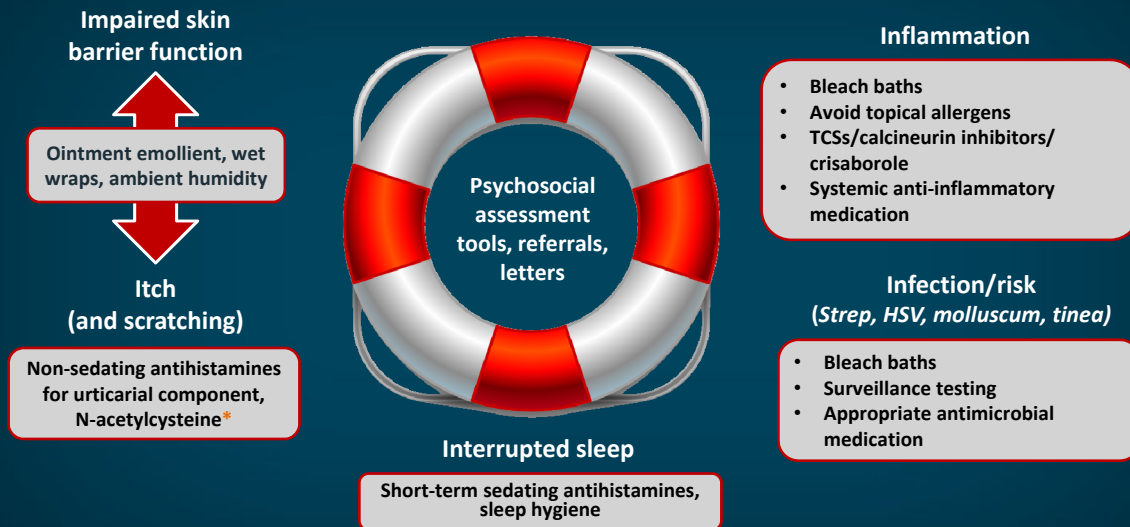 Impaired skin
barrier function
Ointment emollient, wet
wraps, ambient humidity
Itch
(and scratching)
Non-sedating antihistamines
for urticarial component,
N-acetylcysteine*
Psychosocial
assessment
tools, referrals,
letters
Interrupted sleep
Short-term sedating antihistamines,
sleep hygiene
Inflammation
• Bleach baths
• Avoid topical allergens
• TCSs/calcineurin inhibitors/
crisaborole
• Systemic anti-inflammatory
medication
Infection/risk
(Strep, HSV, molluscum, tinea)
• Bleach baths
• Surveillance testing
• Appropriate antimicrobial
medication